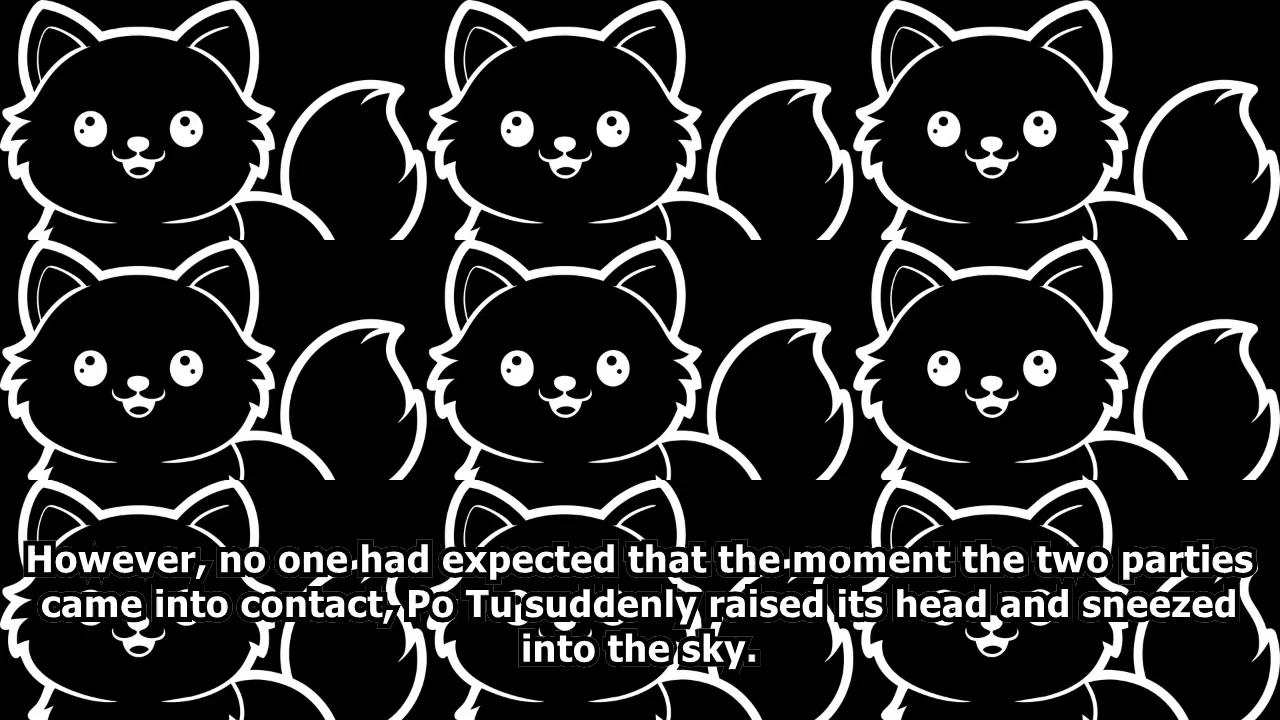 However, no one had expected that the moment the two parties
came into contact, Po Tu suddenly raised its head and sneezed
into the sky.